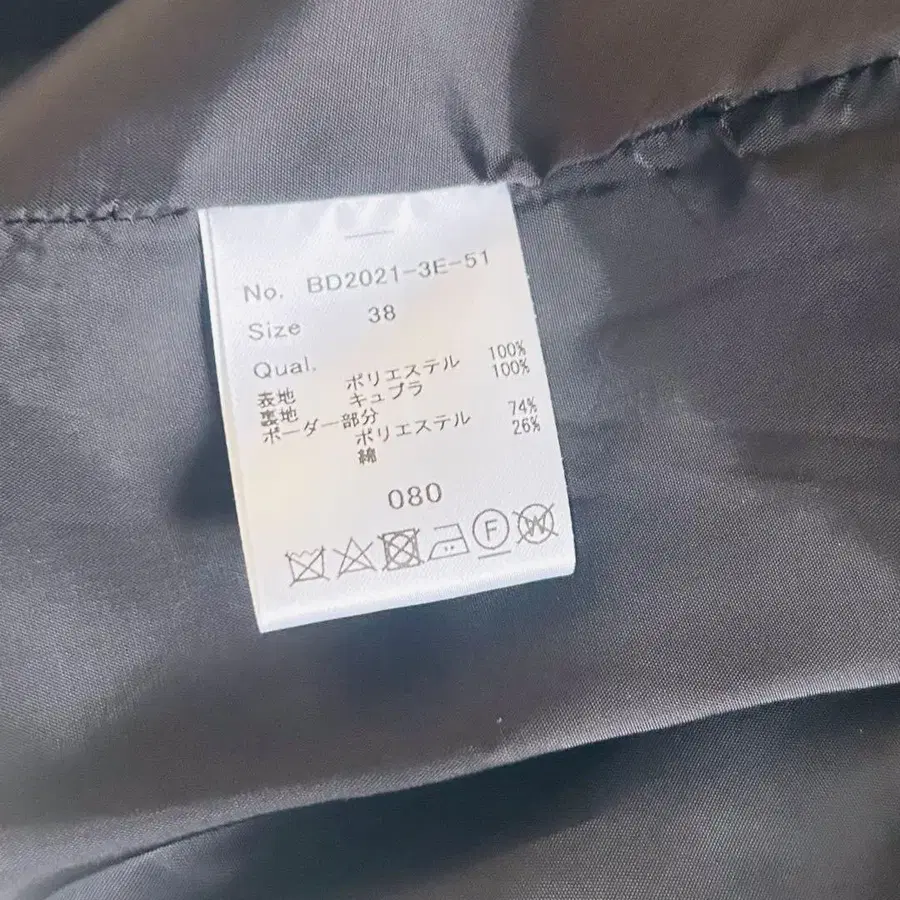 No. BD2021-3E-51
Size 38
Qual.
表地 ポリエステル 100%
裏地 キュプラ 100%
ボーダー部分
ポリエステル 74%
綿 26%
080
F W